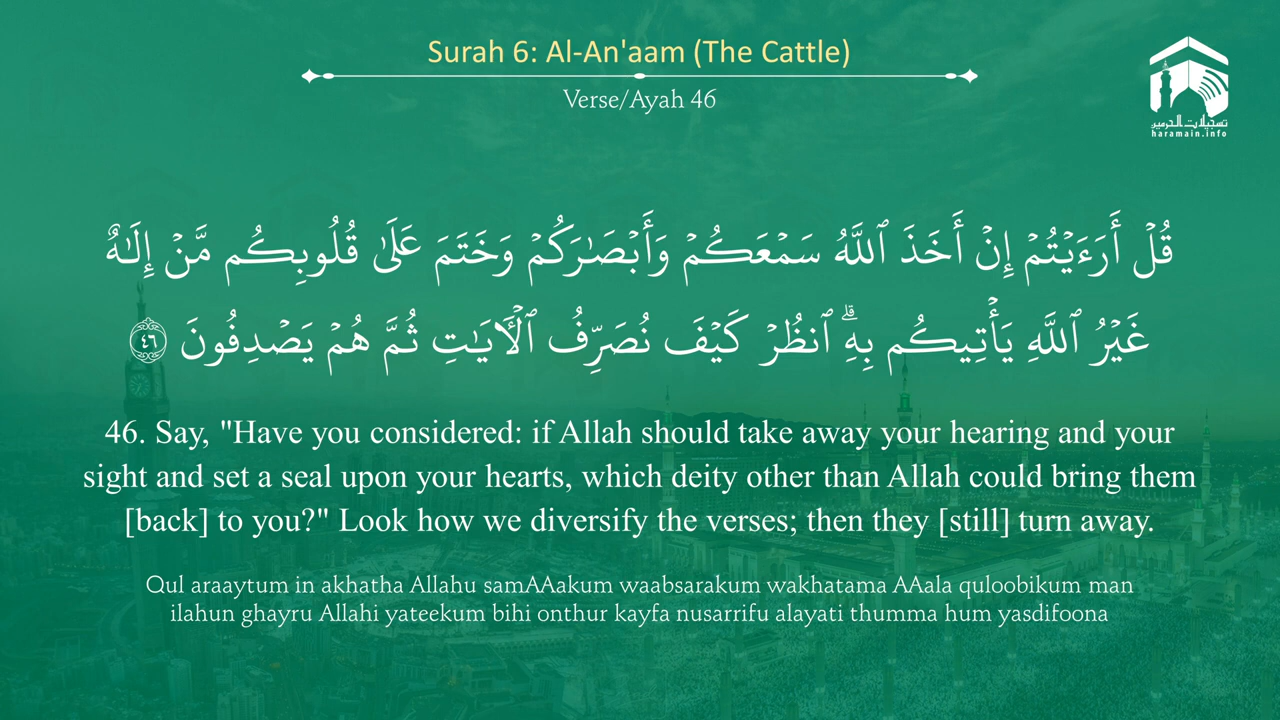 Surah 6: Al-An'aam (The Cattle)
Verse/Ayah 46
تسجيلات الحرمين
haramain.info
قُلْ أَرَءَيْتُمْ إِنْ أَخَذَ ٱللَّهُ سَمْعَكُمْ وَأَبْصَـٰرَكُمْ وَخَتَمَ عَلَىٰ قُلُوبِكُم مَّنْ إِلَـٰهٌ
غَيْرُ ٱللَّهِ يَأْتِيكُم بِهِ ۗ ٱنظُرْ كَيْفَ نُصَرِّفُ ٱلْـَٔايَـٰتِ ثُمَّ هُمْ يَصْدِفُونَ ٤٦
46. Say, "Have you considered: if Allah should take away your hearing and your
sight and set a seal upon your hearts, which deity other than Allah could bring them
[back] to you?" Look how we diversify the verses; then they [still] turn away.
Qul araaytum in akhatha Allahu samAAakum waabsarakum wakhatama AAala quloobikum man
ilahun ghayru Allahi yateekum bihi onthur kayfa nusarrifu alayati thumma hum yasdifoona